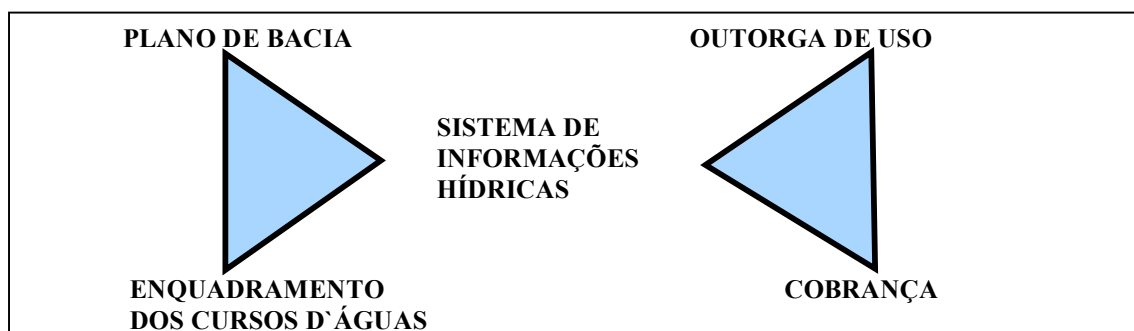 PLANO DE BACIA
OUTORGA DE USO
SISTEMA DE
INFORMAÇÕES
HÍDRICAS
ENQUADRAMENTO
DOS CURSOS D`ÁGUAS
COBRANÇA